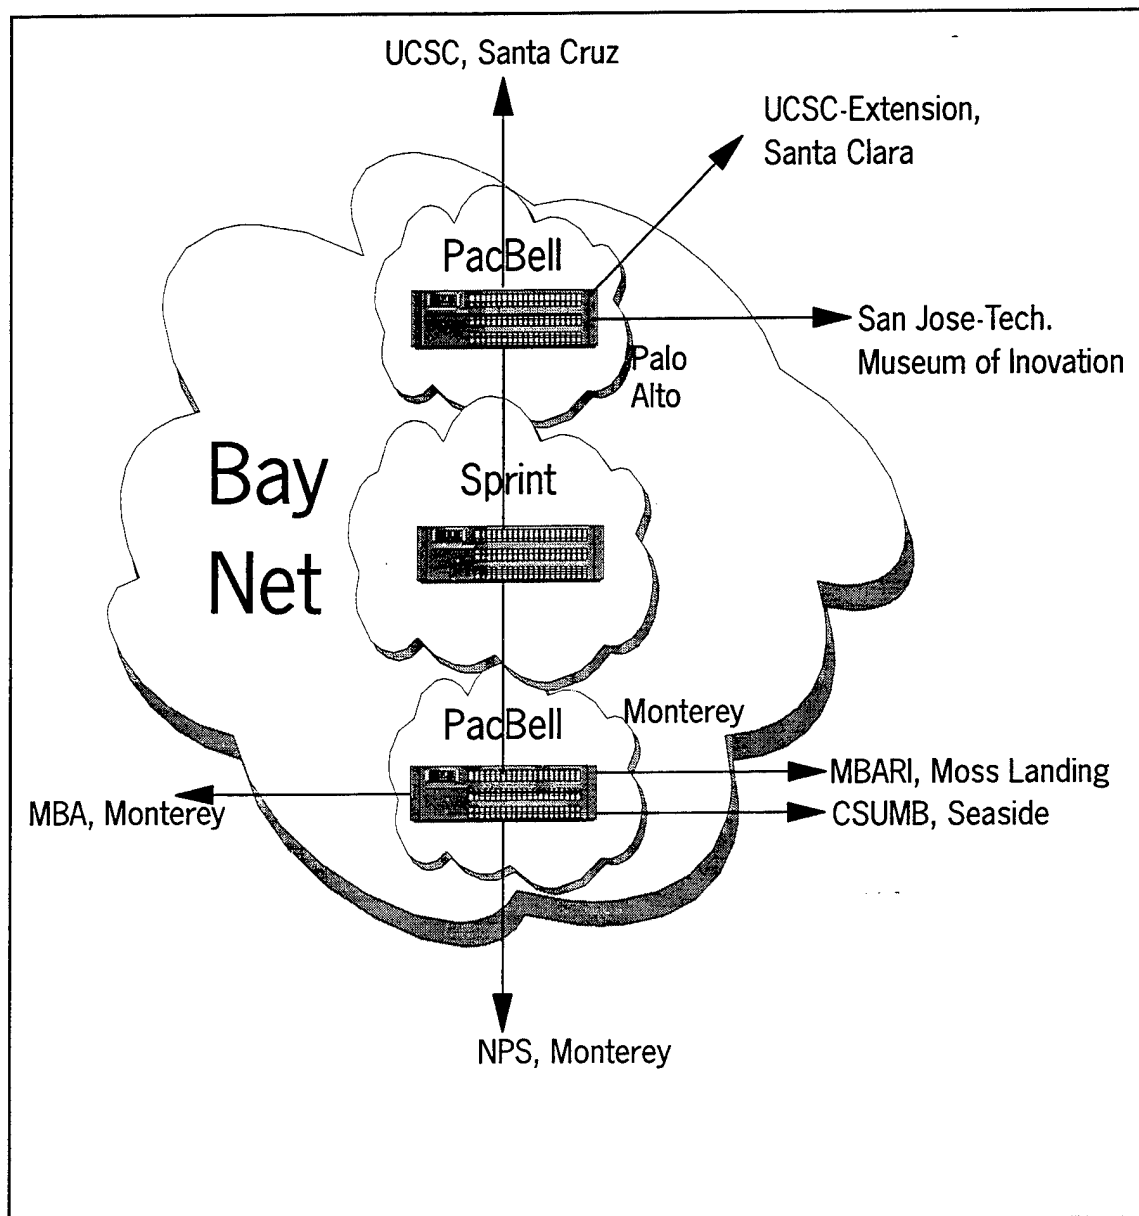 UCSC, Santa Cruz
UCSC-Extension,
Santa Clara
PacBell
San Jose-Tech.
Museum of Inovation
Palo
Alto
Bay
Net
Sprint
PacBell
Monterey
MBARI, Moss Landing
MBA, Monterey
CSUMB, Seaside
NPS, Monterey